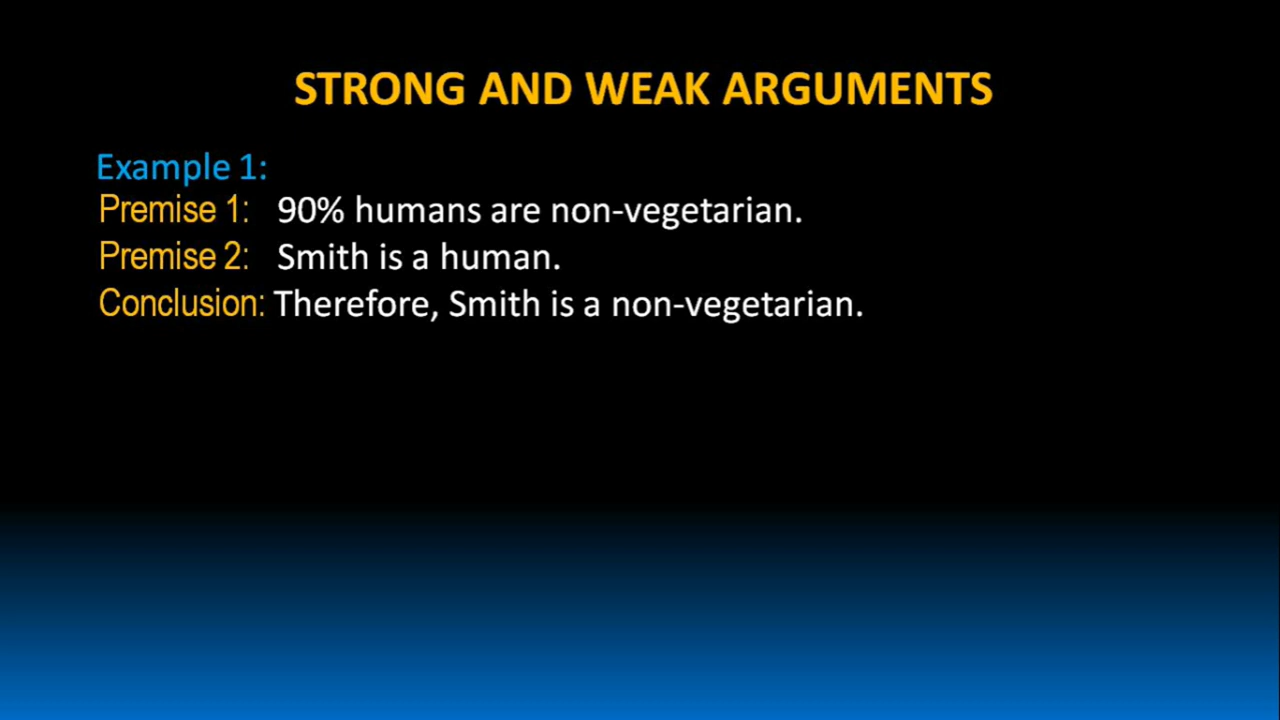 STRONG AND WEAK ARGUMENTS
Example 1:
Premise 1: 90% humans are non-vegetarian.
Premise 2: Smith is a human.
Conclusion: Therefore, Smith is a non-vegetarian.